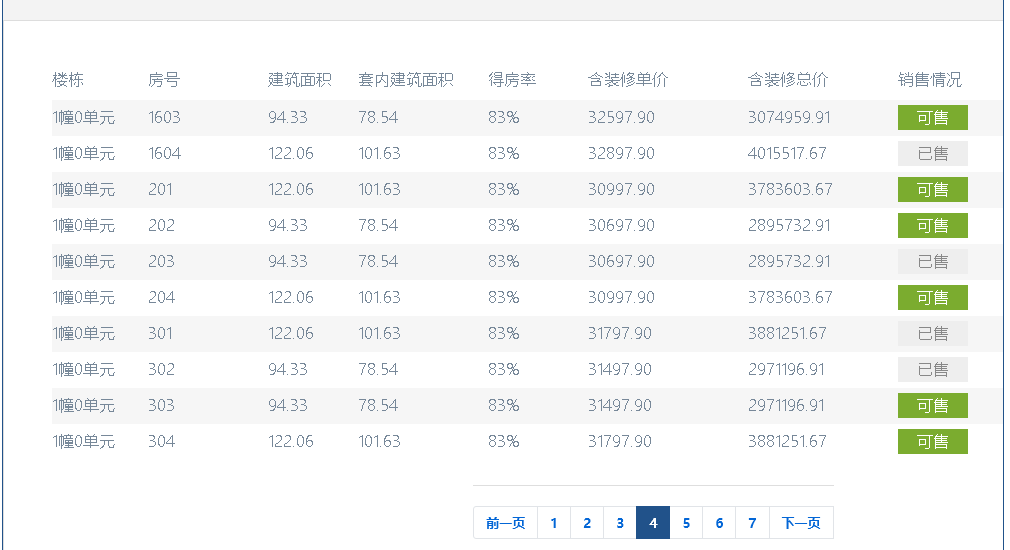 楼栋 房号 建筑面积 套内建筑面积 得房率 含装修单价 含装修总价 销售情况
1幢0单元 1603 94.33 78.54 83% 32597.90 3074959.91 可售
1幢0单元 1604 122.06 101.63 83% 32897.90 4015517.67 已售
1幢0单元 201 122.06 101.63 83% 30997.90 3783603.67 可售
1幢0单元 202 94.33 78.54 83% 30697.90 2895732.91 可售
1幢0单元 203 94.33 78.54 83% 30697.90 2895732.91 已售
1幢0单元 204 122.06 101.63 83% 30997.90 3783603.67 可售
1幢0单元 301 122.06 101.63 83% 31797.90 3881251.67 已售
1幢0单元 302 94.33 78.54 83% 31497.90 2971196.91 已售
1幢0单元 303 94.33 78.54 83% 31497.90 2971196.91 可售
1幢0单元 304 122.06 101.63 83% 31797.90 3881251.67 可售
前一页 1 2 3 4 5 6 7 下一页